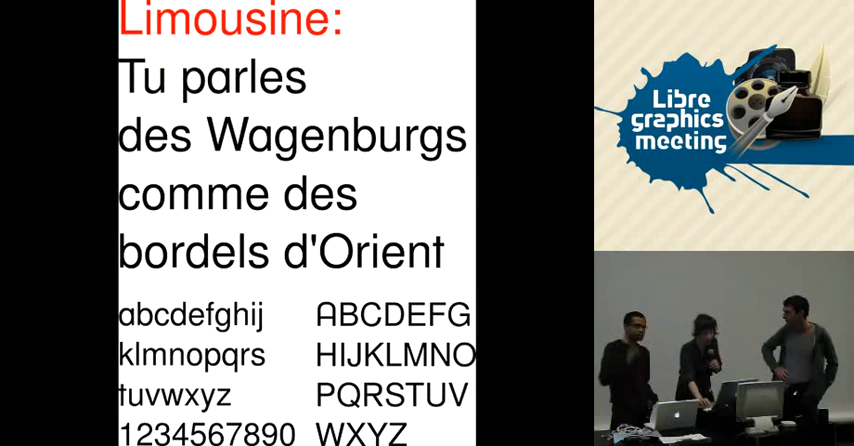 Limousine:
Tu parles
des Wagenburgs
comme des
bordels d'Orient
abcdefghij
klmnopqrs
tuvwxyz
1234567890
ABCDEFG
HIJKLMNO
PQRSTUV
WXYZ
Libre
graphics
meeting